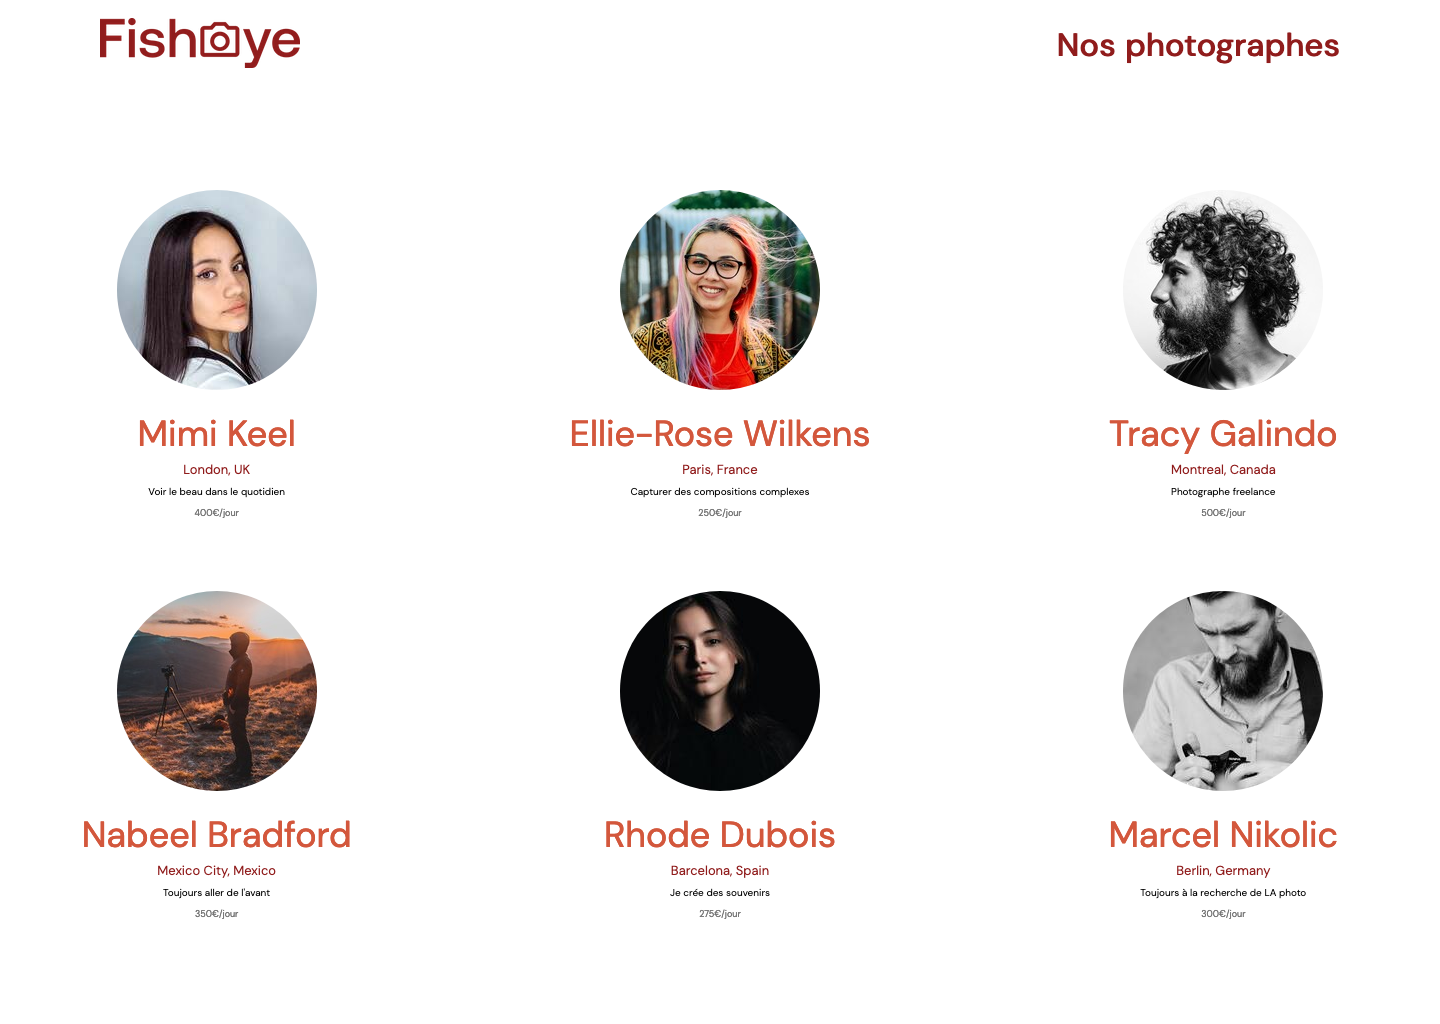 Fisheye
Nos photographes
Mimi Keel
London, UK
Voir le beau dans le quotidien
400€/jour
Ellie-Rose Wilkens
Paris, France
Capturer des compositions complexes
250€/jour
Tracy Galindo
Montreal, Canada
Photographe freelance
500€/jour
Nabeel Bradford
Mexico City, Mexico
Toujours aller de l'avant
350€/jour
Rhode Dubois
Barcelona, Spain
Je crée des souvenirs
275€/jour
Marcel Nikolic
Berlin, Germany
Toujours à la recherche de LA photo
300€/jour